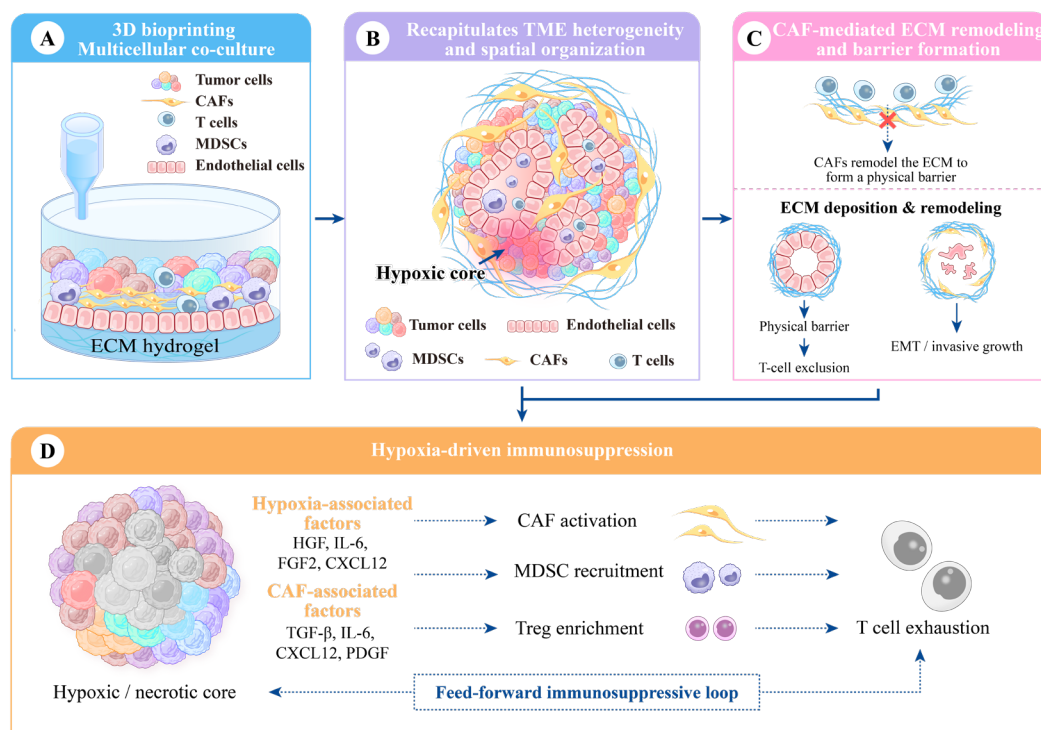 A
3D bioprinting
Multicellular co-culture
Tumor cells
CAFs
T cells
MDSCs
Endothelial cells
ECM hydrogel
B
Recapitulates TME heterogeneity
and spatial organization
Hypoxic core
Tumor cells
Endothelial cells
MDSCs
CAFs
T cells
C
CAF-mediated ECM remodeling
and barrier formation
CAFs remodel the ECM to
form a physical barrier
ECM deposition & remodeling
Physical barrier
T-cell exclusion
EMT / invasive growth
D
Hypoxia-driven immunosuppression
Hypoxic / necrotic core
Hypoxia-associated
factors
HGF, IL-6,
FGF2, CXCL12
CAF-associated
factors
TGF-β, IL-6,
CXCL12, PDGF
CAF activation
MDSC recruitment
Treg enrichment
T cell exhaustion
Feed-forward immunosuppressive loop